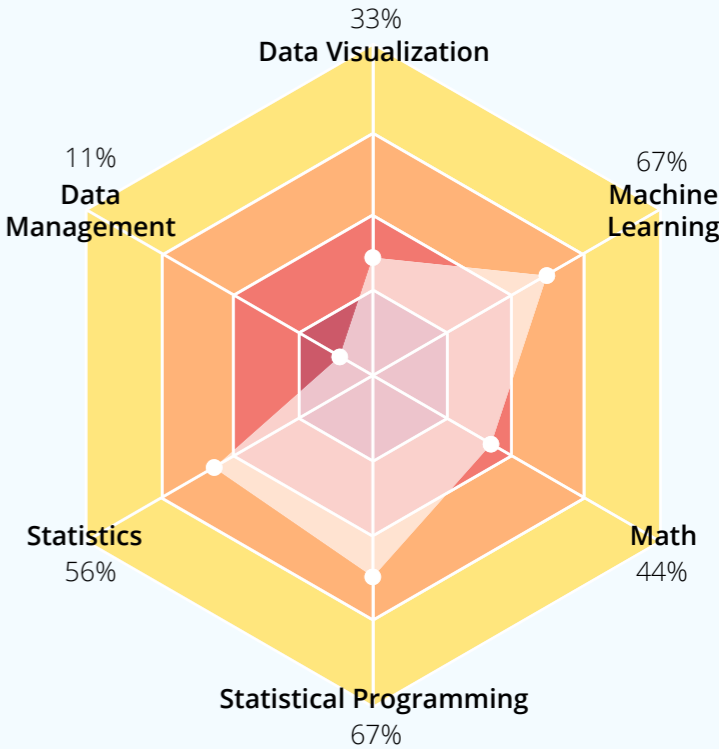 33%
Data Visualization
11%
Data
Management
67%
Machine
Learning
Statistics
56%
Math
44%
Statistical Programming
67%